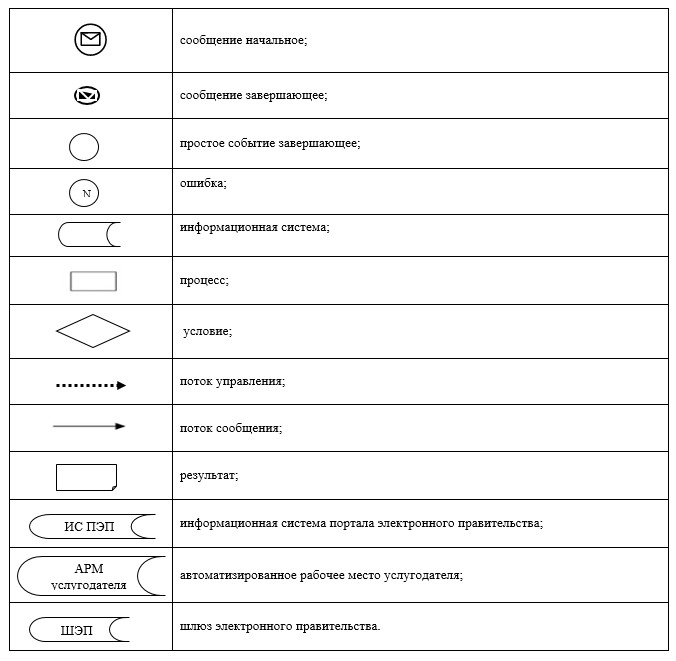 сообщение начальное;
сообщение завершающее;
простое событие завершающее;
N
ошибка;
информационная система;
процесс;
условие;
поток управления;
поток сообщения;
результат;
ИС ПЭП
информационная система портала электронного правительства;
АРМ
услугодателя
автоматизированное рабочее место услугодателя;
ШЭП
шлюз электронного правительства.